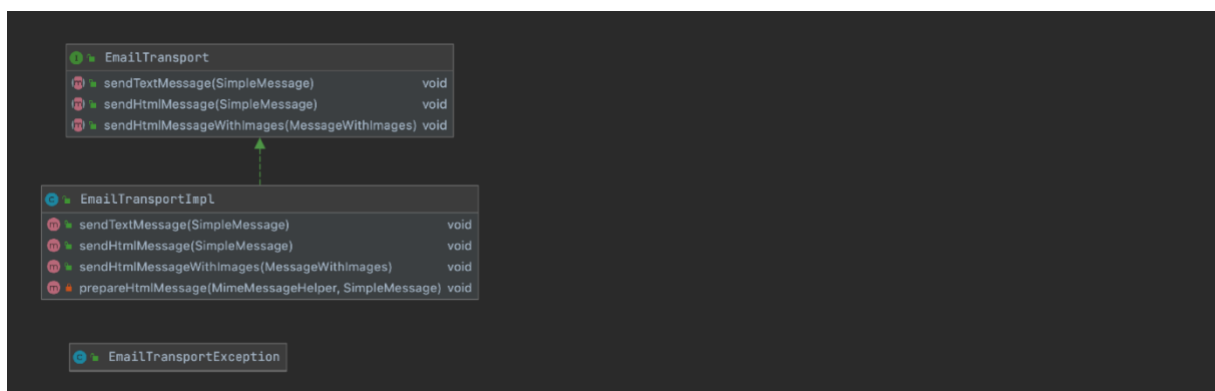 EmailTransport
sendTextMessage(SimpleMessage) void
sendHtmlMessage(SimpleMessage) void
sendHtmlMessageWithImages(MessageWithImages) void
EmailTransportImpl
sendTextMessage(SimpleMessage) void
sendHtmlMessage(SimpleMessage) void
sendHtmlMessageWithImages(MessageWithImages) void
prepareHtmlMessage(MimeMessageHelper, SimpleMessage) void
EmailTransportException